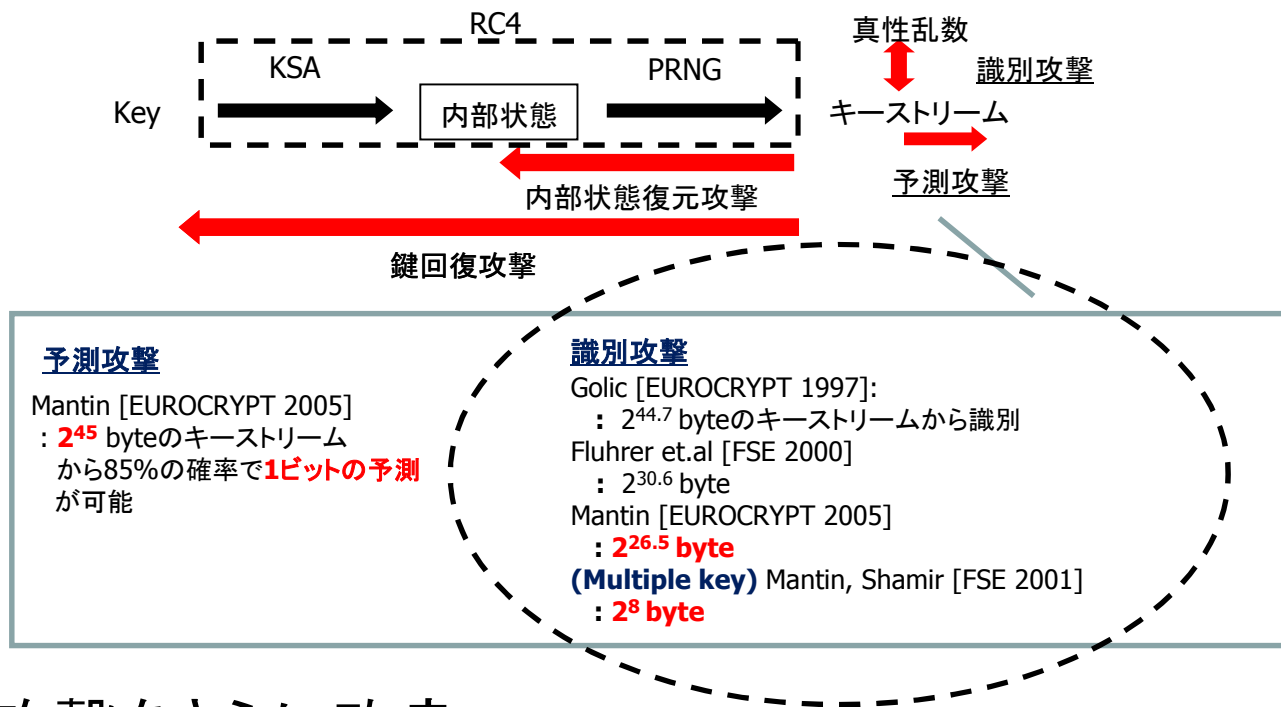 RC4
真性乱数
KSA
PRNG
識別攻撃
Key
内部状態
キーストリーム
予測攻撃
内部状態復元攻撃
鍵回復攻撃
予測攻撃
Mantin [EUROCRYPT 2005]
: 2^45 byteのキーストリーム
から85%の確率で1ビットの予測
が可能
識別攻撃
Golic [EUROCRYPT 1997]:
: 2^44.7 byteのキーストリームから識別
Fluhrer et.al [FSE 2000]
: 2^30.6 byte
Mantin [EUROCRYPT 2005]
: 2^26.5 byte
(Multiple key) Mantin, Shamir [FSE 2001]
: 2^8 byte